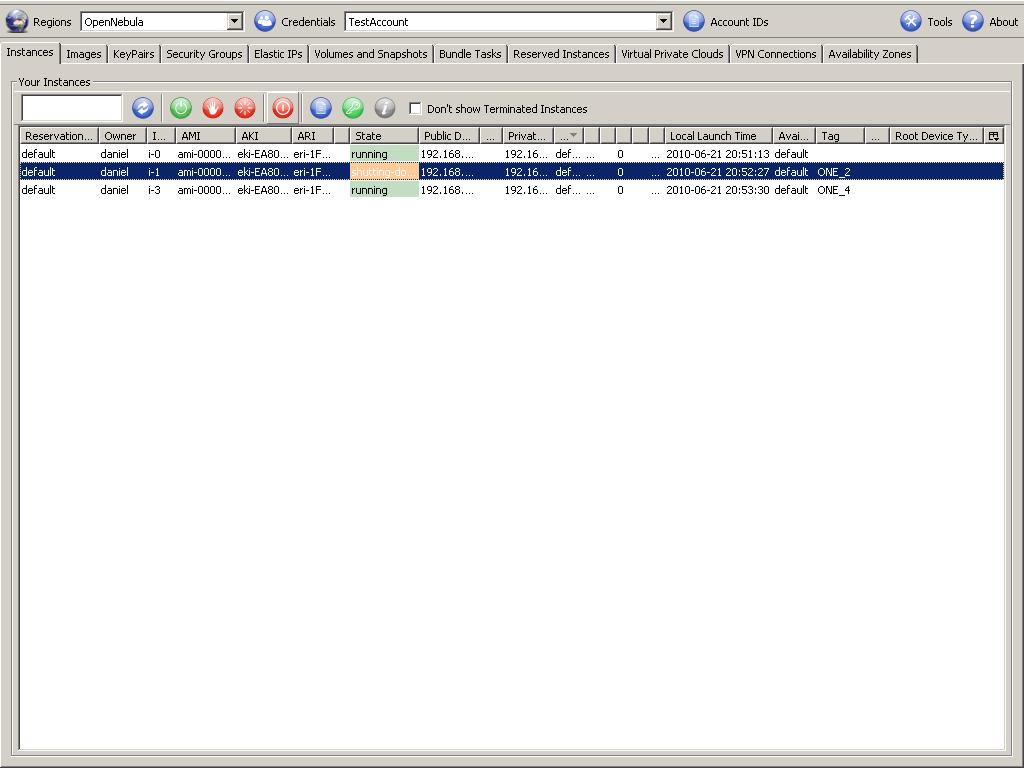 Regions OpenNebula Credentials TestAccount Account IDs Tools About
Instances Images KeyPairs Security Groups Elastic IPs Volumes and Snapshots Bundle Tasks Reserved Instances Virtual Private Clouds VPN Connections Availability Zones
Your Instances
Don't show Terminated Instances
Reservation... Owner I... AMI AKI ARI State Public D... ... Privat... ... Local Launch Time Avai... Tag ... Root Device Ty...
default daniel i-0 ami-0000... eki-EA80... eri-1F... running 192.168.... 192.16... def... ... 0 ... 2010-06-21 20:51:13 default
default daniel i-1 ami-0000... eki-EA80... eri-1F... shutting-do... 192.168.... 192.16... def... ... 0 ... 2010-06-21 20:52:27 default ONE_2
default daniel i-3 ami-0000... eki-EA80... eri-1F... running 192.168.... 192.16... def... ... 0 ... 2010-06-21 20:53:30 default ONE_4